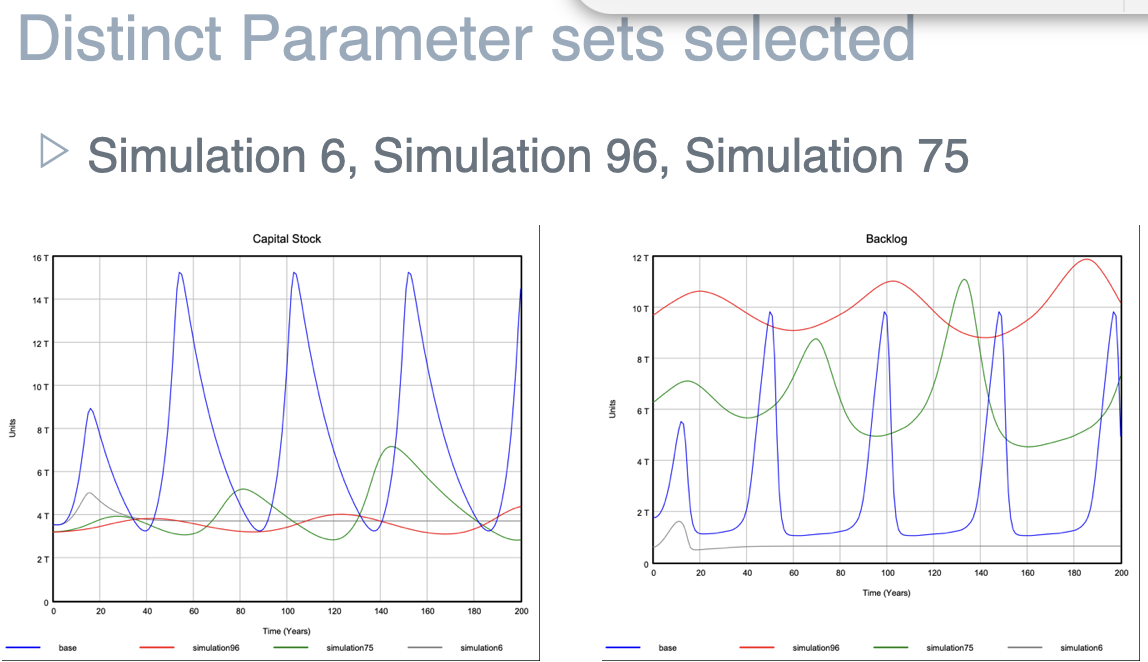 Distinct Parameter sets selected
Simulation 6, Simulation 96, Simulation 75
Capital Stock
16 T
14 T
12 T
10 T
8 T
6 T
4 T
2 T
0
Units
0 20 40 60 80 100 120 140 160 180 200
Time (Years)
base simulation96 simulation75 simulation6
Backlog
12 T
10 T
8 T
6 T
4 T
2 T
0
Units
0 20 40 60 80 100 120 140 160 180 200
Time (Years)
base simulation96 simulation75 simulation6